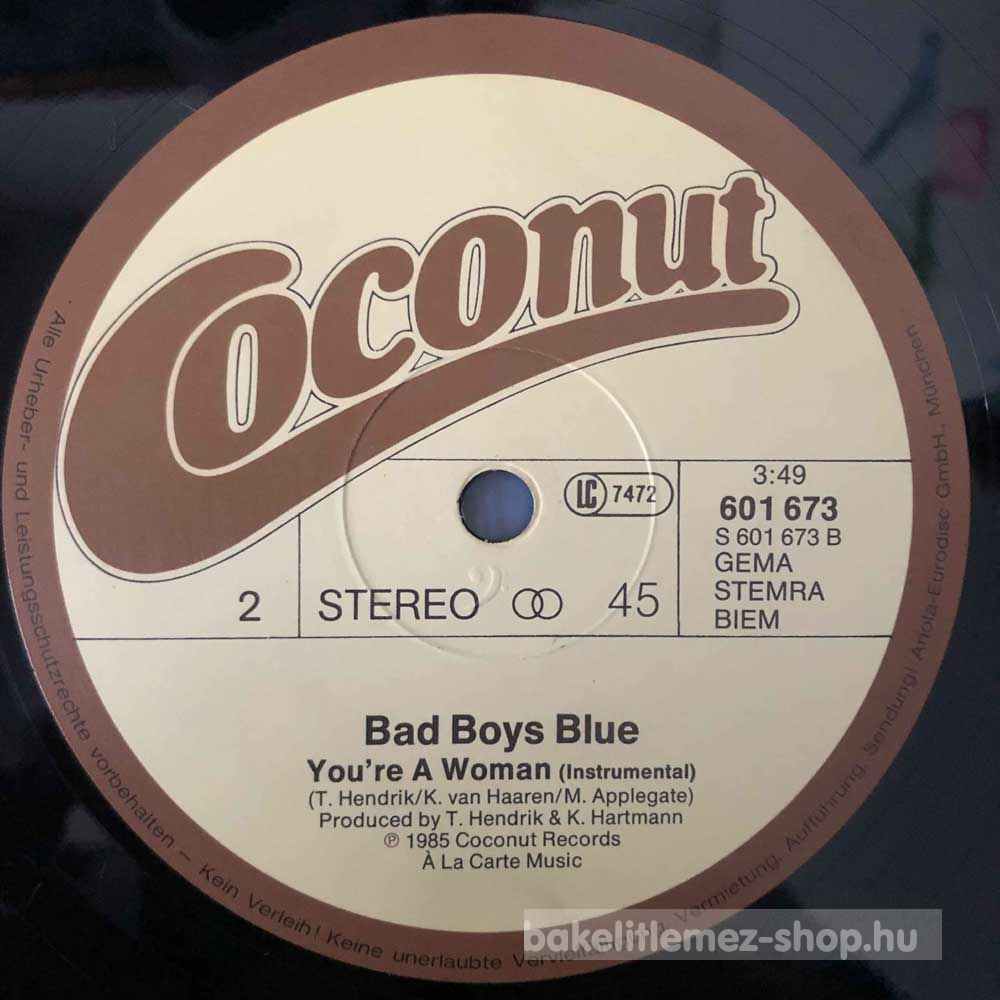 Coconut
LC 7472
3:49
601 673
S 601 673 B
GEMA
STEMRA
BIEM
2
STEREO
45
Bad Boys Blue
You're A Woman (Instrumental)
(T. Hendrik/K. van Haaren/M. Applegate)
Produced by T. Hendrik & K. Hartmann
℗ 1985 Coconut Records
À La Carte Music
Alle Urheber- und Leistungsschutzrechte vorbehalten – Kein Verleih! Keine unerlaubte Vervielfältigung, Vermietung, Aufführung, Sendung! Ariola-Eurodisc GmbH., München
bakelitlemez-shop.hu